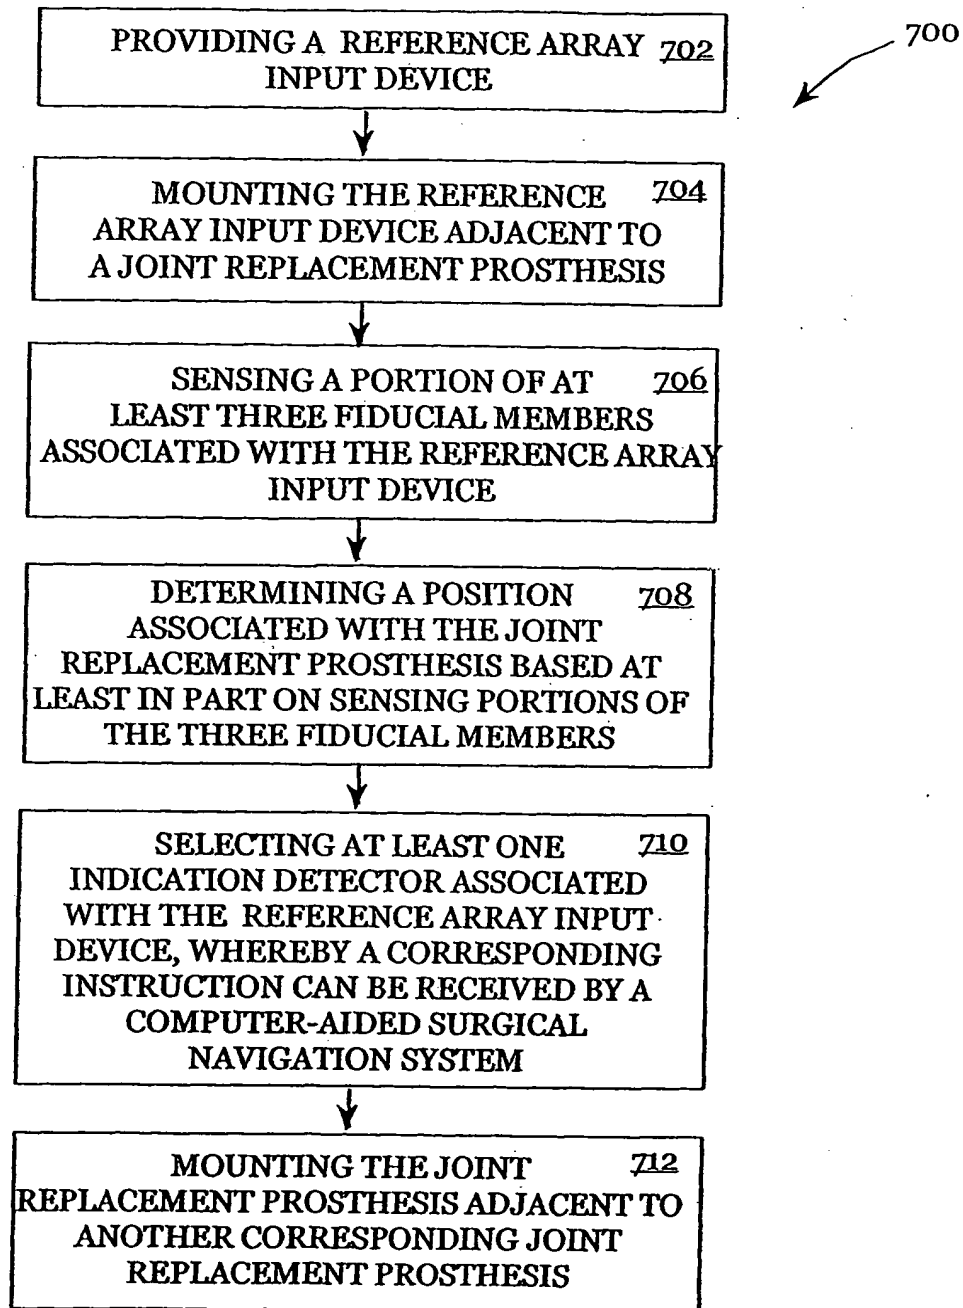 PROVIDING A REFERENCE ARRAY 702
INPUT DEVICE
700
MOUNTING THE REFERENCE 704
ARRAY INPUT DEVICE ADJACENT TO
A JOINT REPLACEMENT PROSTHESIS
SENSING A PORTION OF AT 706
LEAST THREE FIDUCIAL MEMBERS
ASSOCIATED WITH THE REFERENCE ARRAY
INPUT DEVICE
DETERMINING A POSITION 708
ASSOCIATED WITH THE JOINT
REPLACEMENT PROSTHESIS BASED AT
LEAST IN PART ON SENSING PORTIONS OF
THE THREE FIDUCIAL MEMBERS
SELECTING AT LEAST ONE 710
INDICATION DETECTOR ASSOCIATED
WITH THE REFERENCE ARRAY INPUT
DEVICE, WHEREBY A CORRESPONDING
INSTRUCTION CAN BE RECEIVED BY A
COMPUTER-AIDED SURGICAL
NAVIGATION SYSTEM
MOUNTING THE JOINT 712
REPLACEMENT PROSTHESIS ADJACENT TO
ANOTHER CORRESPONDING JOINT
REPLACEMENT PROSTHESIS